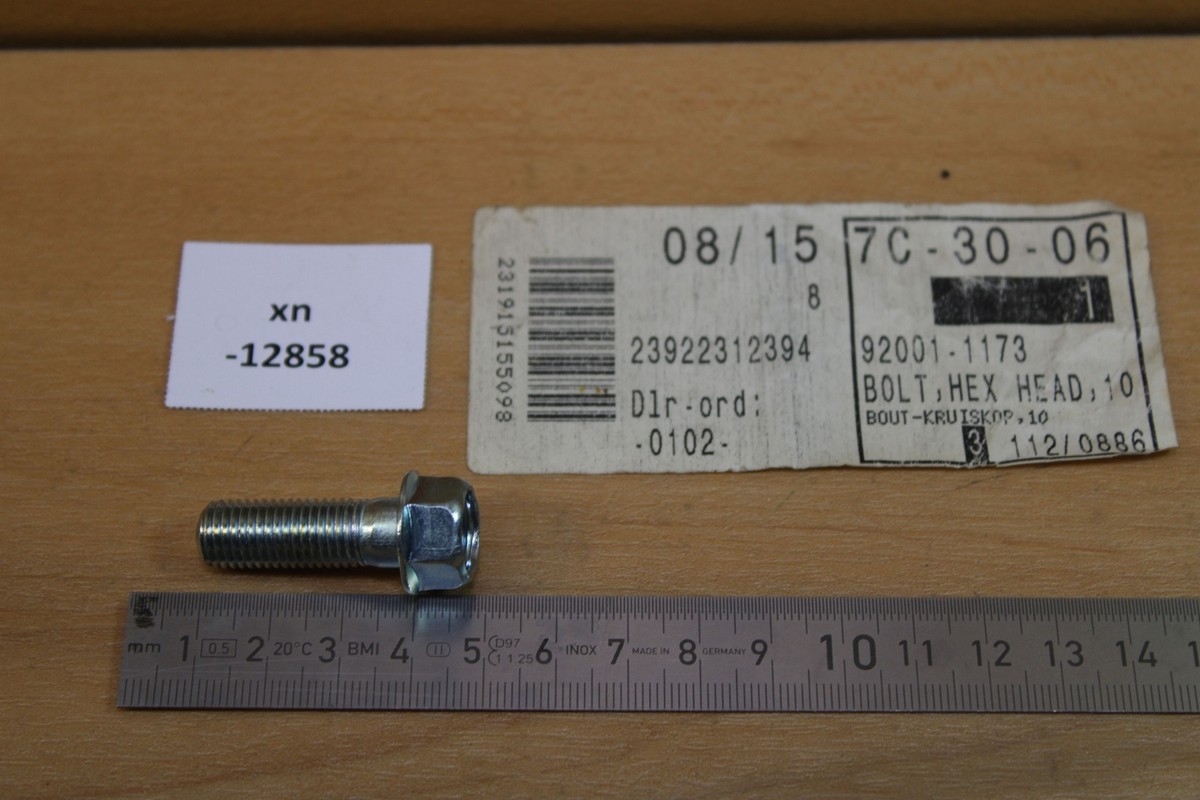 xn
-12858
23191515098
08/15
8
23922312394
Dlr-ord:
-0102-
7C-30-06
1
92001-1173
BOLT,HEX HEAD,10
BOUT-KRUISKOP,10
3 112/0886
mm 1 0.5 2 20°C 3 BMI 4 II 5 D97 1 1.25 6 INOX 7 MADE IN 8 GERMANY 9 10 11 12 13 14